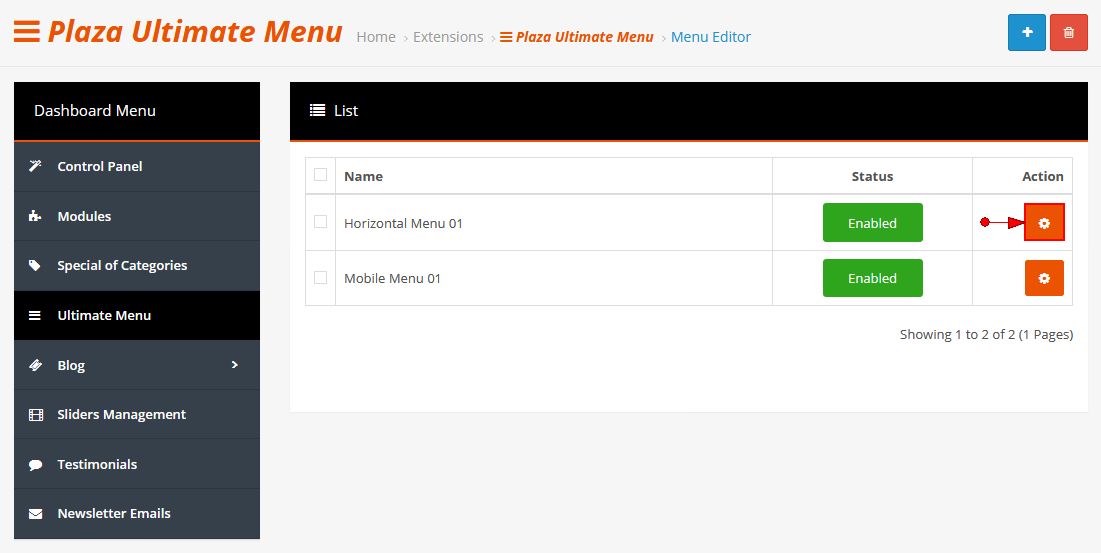 Plaza Ultimate Menu
Home › Extensions › Plaza Ultimate Menu › Menu Editor
Dashboard Menu
Control Panel
Modules
Special of Categories
Ultimate Menu
Blog
Sliders Management
Testimonials
Newsletter Emails
List
Name Status Action
Horizontal Menu 01 Enabled
Mobile Menu 01 Enabled
Showing 1 to 2 of 2 (1 Pages)